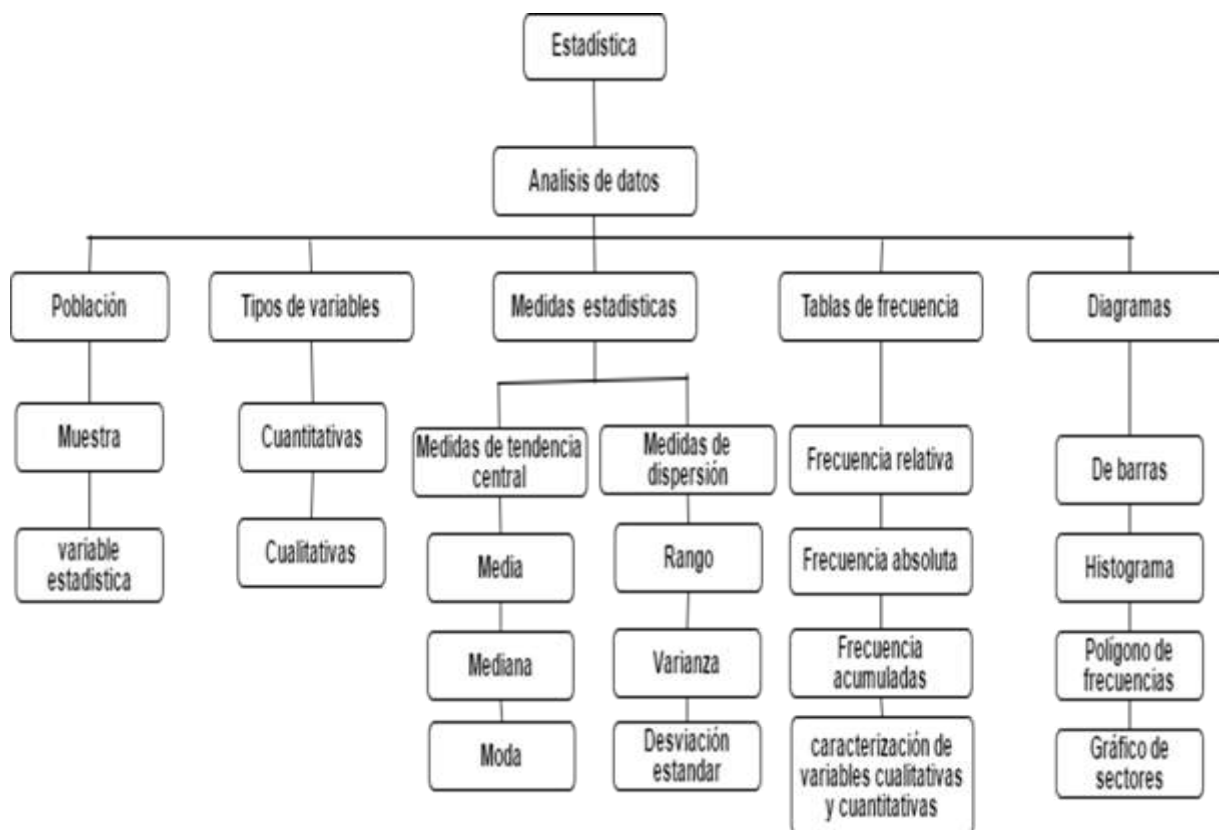 Estadística
Analisis de datos
Población
Tipos de variables
Medidas estadisticas
Tablas de frecuencia
Diagramas
Muestra
Cuantitativas
Medidas de tendencia
central
Medidas de
dispersión
Frecuencia relativa
De barras
variable
estadistica
Cualitativas
Media
Rango
Frecuencia absoluta
Histograma
Mediana
Varianza
Frecuencia
acumuladas
Polígono de
frecuencias
Moda
Desviación
estandar
caracterización de
variables cualitativas
y cuantitativas
Gráfico de
sectores